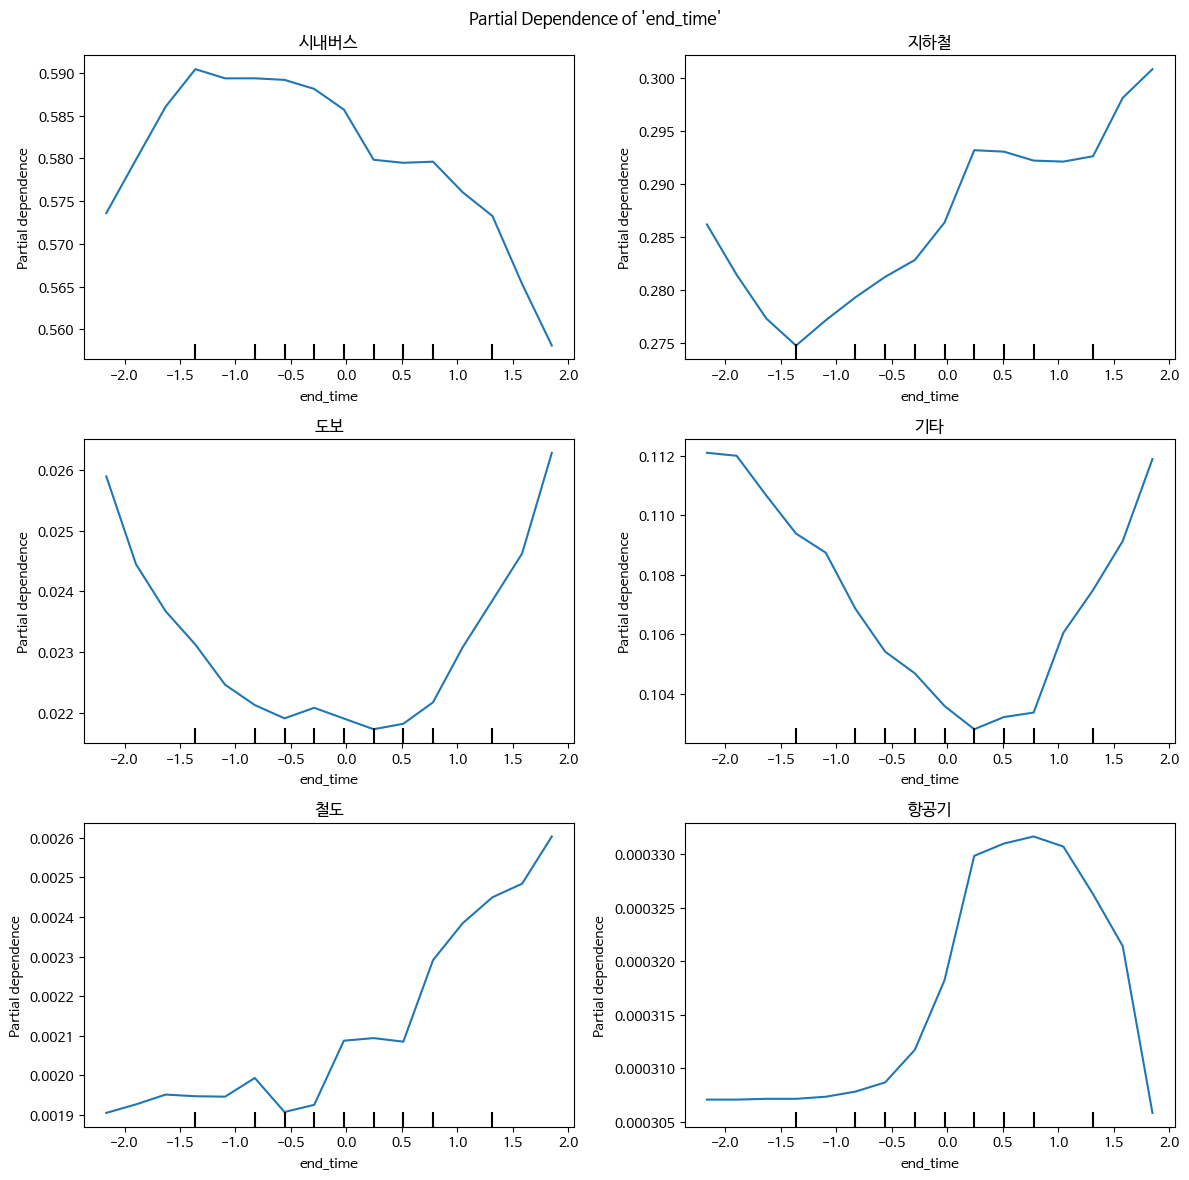 Partial Dependence of 'end_time'
시내버스
0.590
0.585
0.580
0.575
0.570
0.565
0.560
Partial dependence
−2.0 −1.5 −1.0 −0.5 0.0 0.5 1.0 1.5 2.0
end_time
지하철
0.300
0.295
0.290
0.285
0.280
0.275
Partial dependence
−2.0 −1.5 −1.0 −0.5 0.0 0.5 1.0 1.5 2.0
end_time
도보
0.026
0.025
0.024
0.023
0.022
Partial dependence
−2.0 −1.5 −1.0 −0.5 0.0 0.5 1.0 1.5 2.0
end_time
기타
0.112
0.110
0.108
0.106
0.104
Partial dependence
−2.0 −1.5 −1.0 −0.5 0.0 0.5 1.0 1.5 2.0
end_time
철도
0.0026
0.0025
0.0024
0.0023
0.0022
0.0021
0.0020
0.0019
Partial dependence
−2.0 −1.5 −1.0 −0.5 0.0 0.5 1.0 1.5 2.0
end_time
항공기
0.000330
0.000325
0.000320
0.000315
0.000310
0.000305
Partial dependence
−2.0 −1.5 −1.0 −0.5 0.0 0.5 1.0 1.5 2.0
end_time